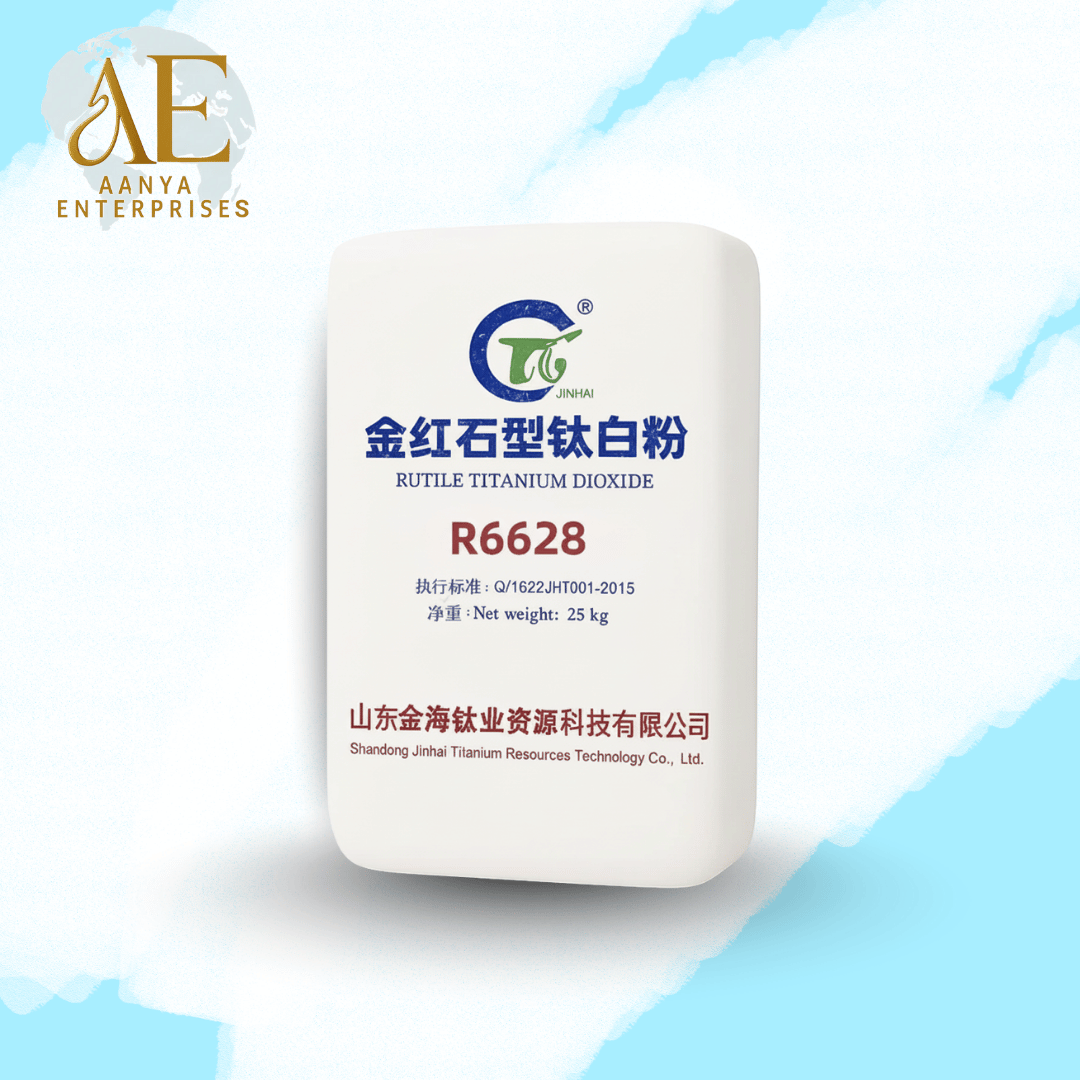 AE
AANYA
ENTERPRISES
®
JINHAI
金红石型钛白粉
RUTILE TITANIUM DIOXIDE
R6628
执行标准：Q/1622JHT001-2015
净重：Net weight: 25 kg
山东金海钛业资源科技有限公司
Shandong Jinhai Titanium Resources Technology Co., Ltd.